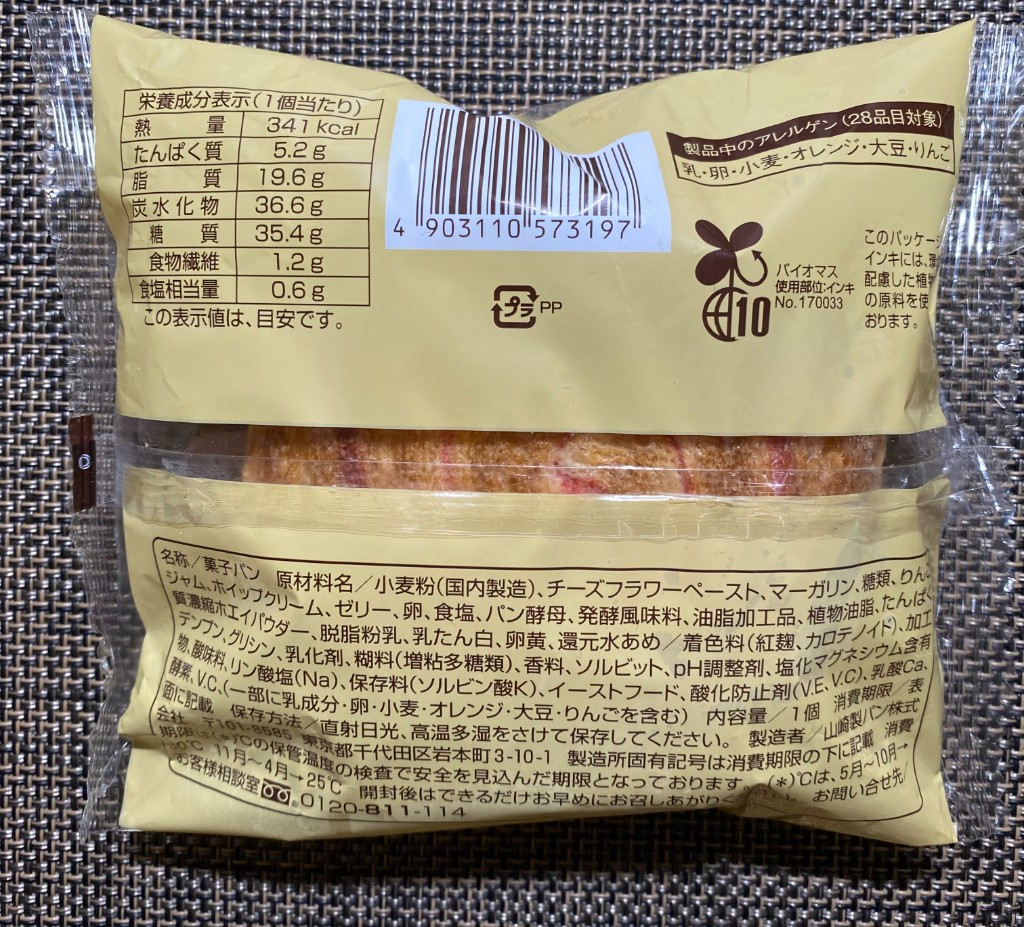 栄養成分表示(1個当たり)
熱量 341kcal
たんぱく質 5.2g
脂質 19.6g
炭水化物 36.6g
糖質 35.4g
食物繊維 1.2g
食塩相当量 0.6g
この表示値は、目安です。
4 903110 573197
プラ PP
製品中のアレルゲン(28品目対象)
乳・卵・小麦・オレンジ・大豆・りんご
10
バイオマス
使用部位:インキ
No.170033
このパッケー
インキには、
配慮した植
の原料を使
おります。
名称/菓子パン 原材料名/小麦粉(国内製造)、チーズフラワーペースト、マーガリン、糖類、りんご
ジャム、ホイップクリーム、ゼリー、卵、食塩、パン酵母、発酵風味料、油脂加工品、植物油脂、たんぱく
質濃縮ホエイパウダー、脱脂粉乳、乳たん白、卵黄、還元水あめ/着色料(紅麹、カロテノイド)、加工
デンプン、グリシン、乳化剤、糊料(増粘多糖類)、香料、ソルビット、pH調整剤、塩化マグネシウム含有
物、酸味料、リン酸塩(Na)、保存料(ソルビン酸K)、イーストフード、酸化防止剤(V.E、V.C)、乳酸Ca、
酵素、V.C、(一部に乳成分・卵・小麦・オレンジ・大豆・りんごを含む) 内容量/1個 消費期限/表
面に記載 保存方法/直射日光、高温多湿をさけて保存してください。 製造者/山崎製パン株式
会社 〒101-8585 東京都千代田区岩本町3-10-1 製造所固有記号は消費期限の下に記載 消費
期限は(*)℃の保管温度の検査で安全を見込んだ期限となっております。(*)℃は、5月〜10月→
30℃ 11月〜4月→25℃ 開封後はできるだけお早めにお召しあがり お問い合せ先/
お客様相談室 0120-811-114